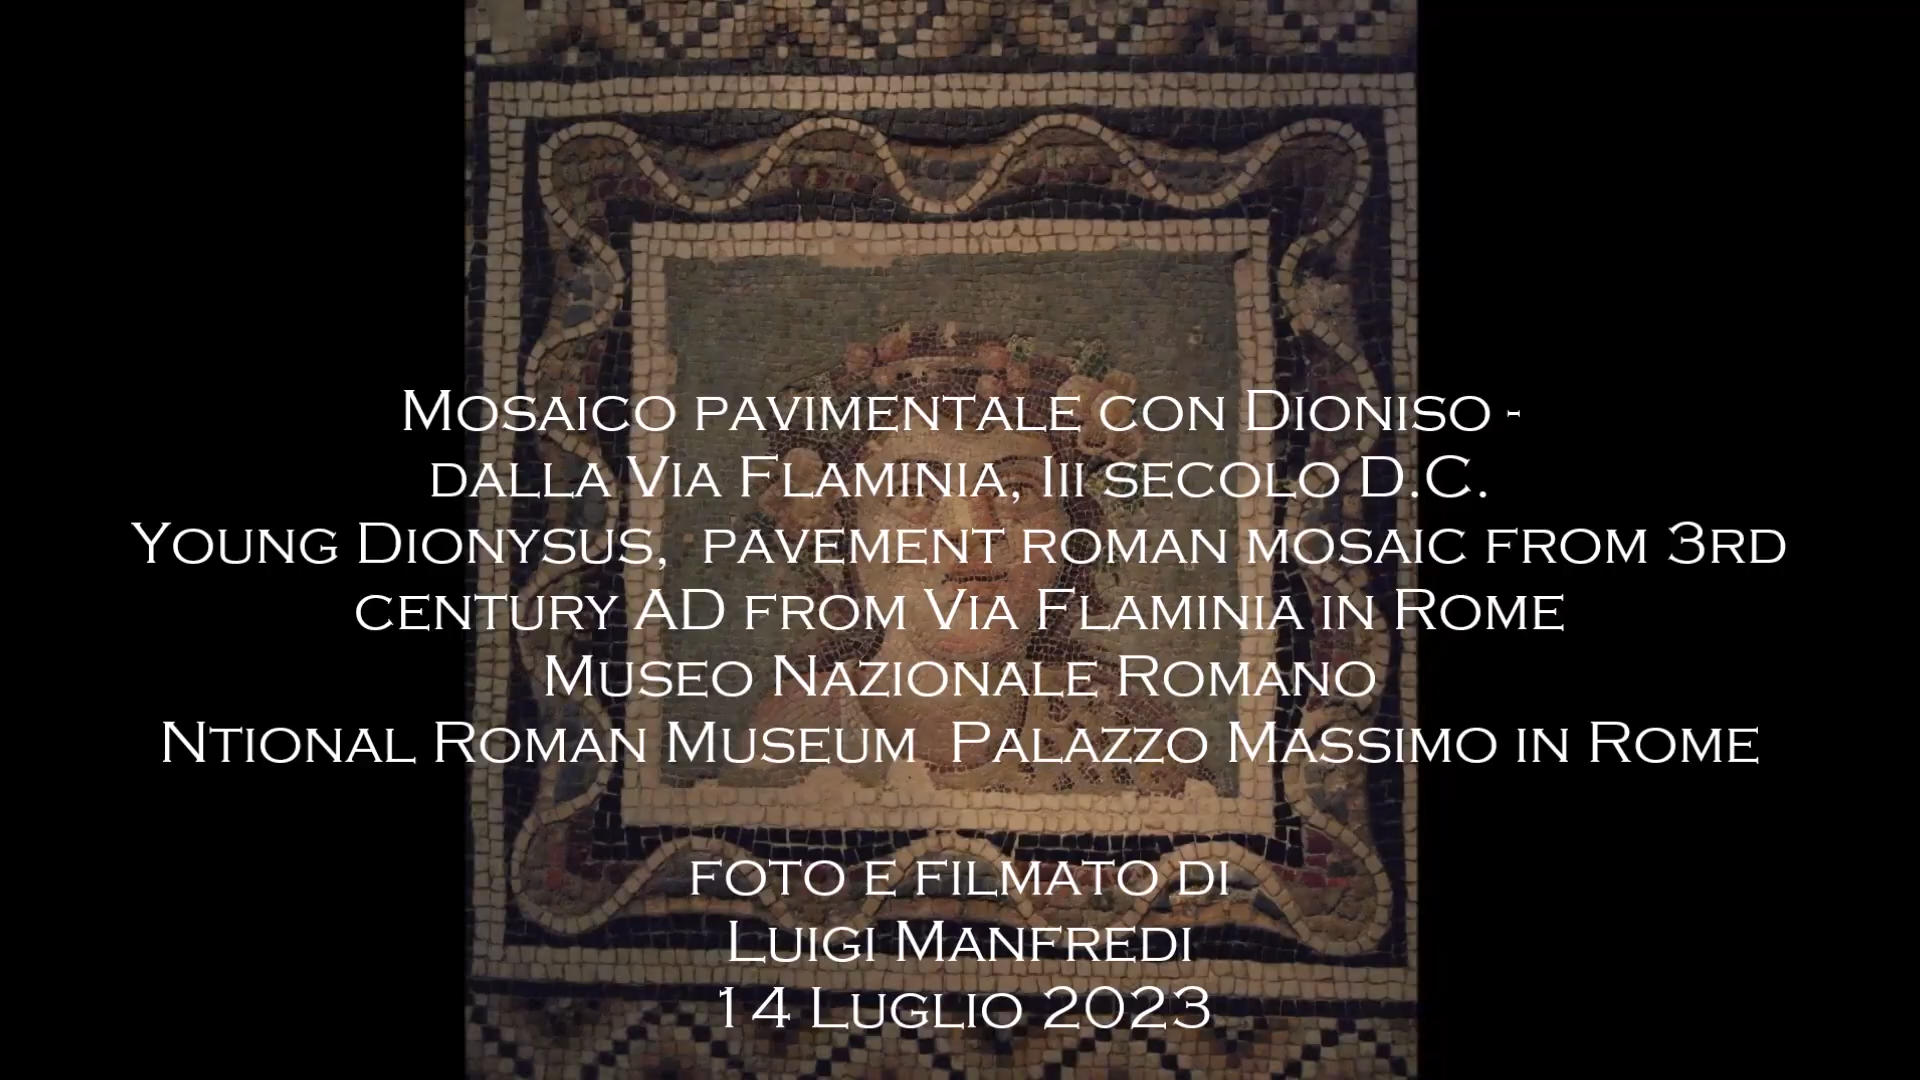 Mosaico pavimentale con Dioniso -
dalla Via Flaminia, Iii secolo D.C.
Young Dionysus,  pavement roman mosaic from 3rd
century AD from Via Flaminia in Rome
Museo Nazionale Romano
Ntional Roman Museum  Palazzo Massimo in Rome
foto e filmato di
Luigi Manfredi
14 Luglio 2023